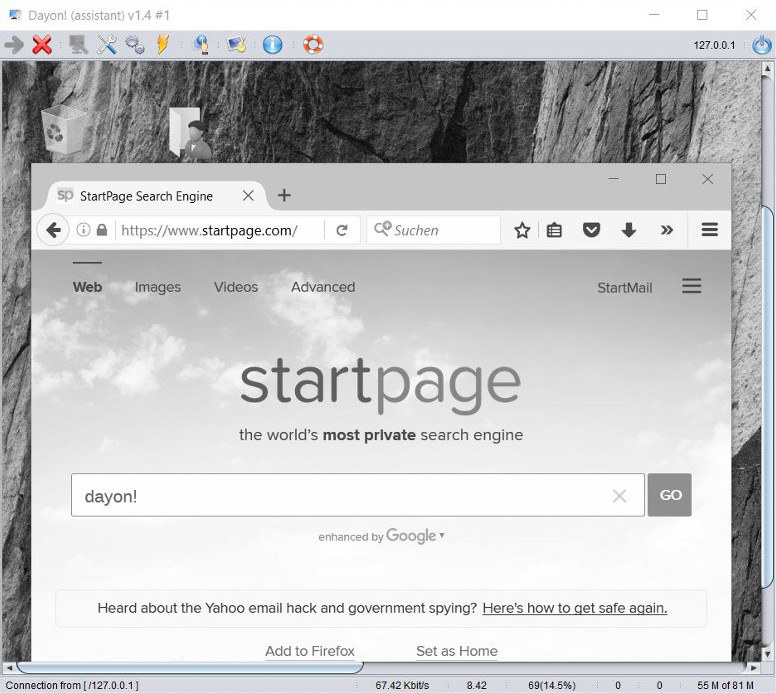 Dayon! (assistant) v1.4 #1
127.0.0.1
sp StartPage Search Engine
https://www.startpage.com/ Suchen
Web Images Videos Advanced StartMail
startpage
the world's most private search engine
dayon! GO
enhanced by Google
Heard about the Yahoo email hack and government spying? Here's how to get safe again.
Add to Firefox Set as Home
Connection from [ /127.0.0.1 ] 67.42 Kbit/s 8.42 69(14.5%) 0 0 55 M of 81 M